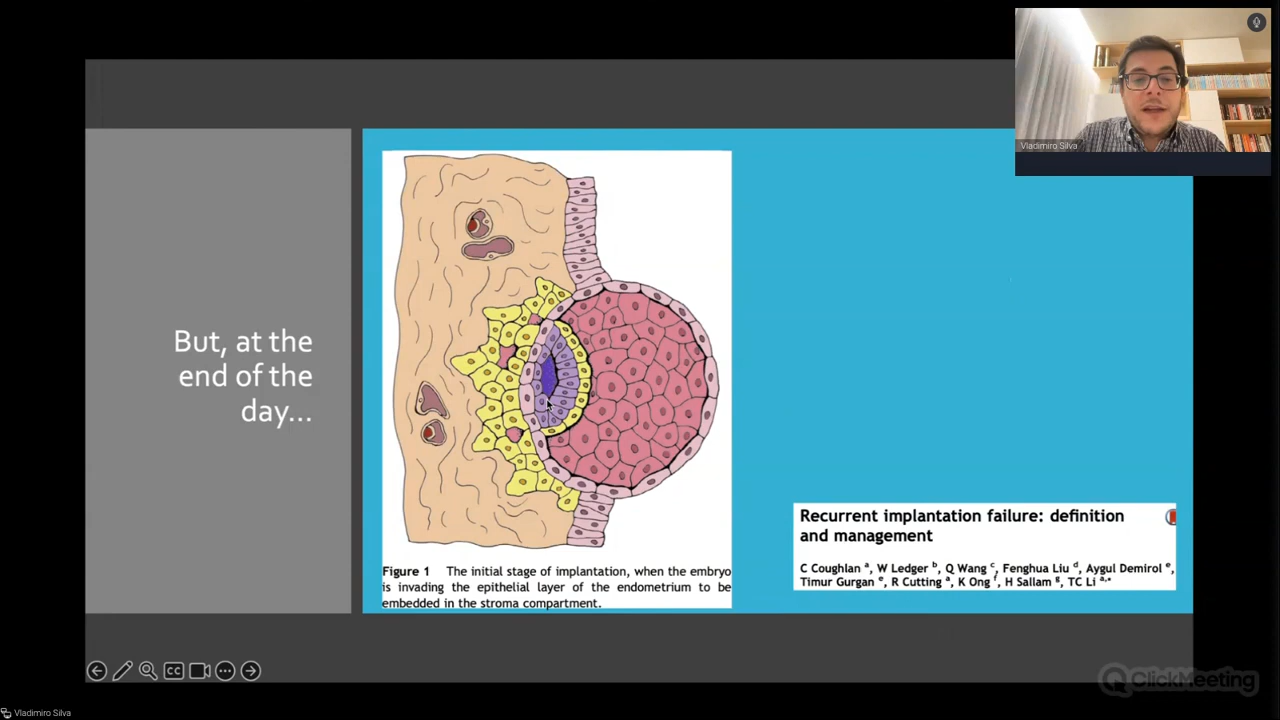 Vladimiro Silva
But, at the
end of the
day...
Figure 1 The initial stage of implantation, when the embryo
is invading the epithelial layer of the endometrium to be
embedded in the stroma compartment.
Recurrent implantation failure: definition
and management
C Coughlan a, W Ledger b, Q Wang c, Fenghua Liu d, Aygul Demirol e,
Timur Gurgan e, R Cutting a, K Ong f, H Sallam g, TC Li a,*
CC
ClickMeeting
Vladimiro Silva